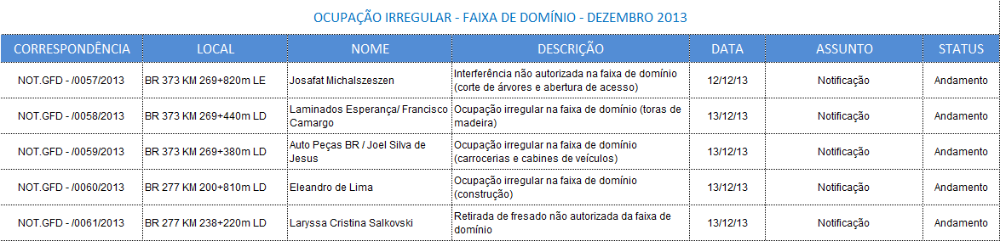 OCUPAÇÃO IRREGULAR - FAIXA DE DOMÍNIO - DEZEMBRO 2013
CORRESPONDÊNCIA LOCAL NOME DESCRIÇÃO DATA ASSUNTO STATUS
NOT.GFD - /0057/2013 BR 373 KM 269+820m LE Josafat Michalszeszen Interferência não autorizada na faixa de domínio
(corte de árvores e abertura de acesso) 12/12/13 Notificação Andamento
NOT.GFD - /0058/2013 BR 373 KM 269+440m LD Laminados Esperança/ Francisco
Camargo Ocupação irregular na faixa de domínio (toras de
madeira) 13/12/13 Notificação Andamento
NOT.GFD - /0059/2013 BR 373 KM 269+380m LD Auto Peças BR / Joel Silva de
Jesus Ocupação irregular na faixa de domínio
(carrocerias e cabines de veículos) 13/12/13 Notificação Andamento
NOT.GFD - /0060/2013 BR 277 KM 200+810m LD Eleandro de Lima Ocupação irregular na faixa de domínio
(construção) 13/12/13 Notificação Andamento
NOT.GFD - /0061/2013 BR 277 KM 238+220m LD Laryssa Cristina Salkovski Retirada de fresado não autorizada da faixa de
domínio 13/12/13 Notificação Andamento